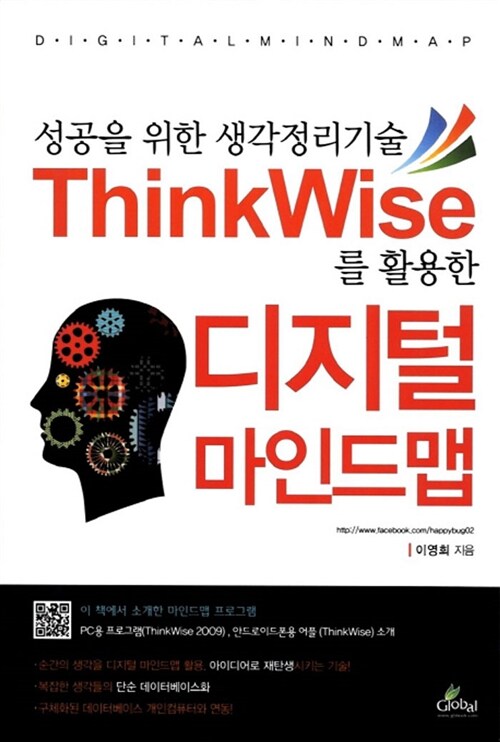 D·I·G·I·T·A·L·M·I·N·D·M·A·P
성공을 위한 생각정리기술
ThinkWise
를 활용한
디지털
마인드맵
http://www.facebook.com/happybug02
이영희 지음
이 책에서 소개한 마인드맵 프로그램
PC용 프로그램(ThinkWise 2009) , 안드로이드폰용 어플 (ThinkWise) 소개
·순간의 생각을 디지털 마인드맵 활용, 아이디어로 재탄생시키는 기술!
·복잡한 생각들의 단순 데이터베이스화
·구체화된 데이터베이스 개인컴퓨터와 연동!
Global